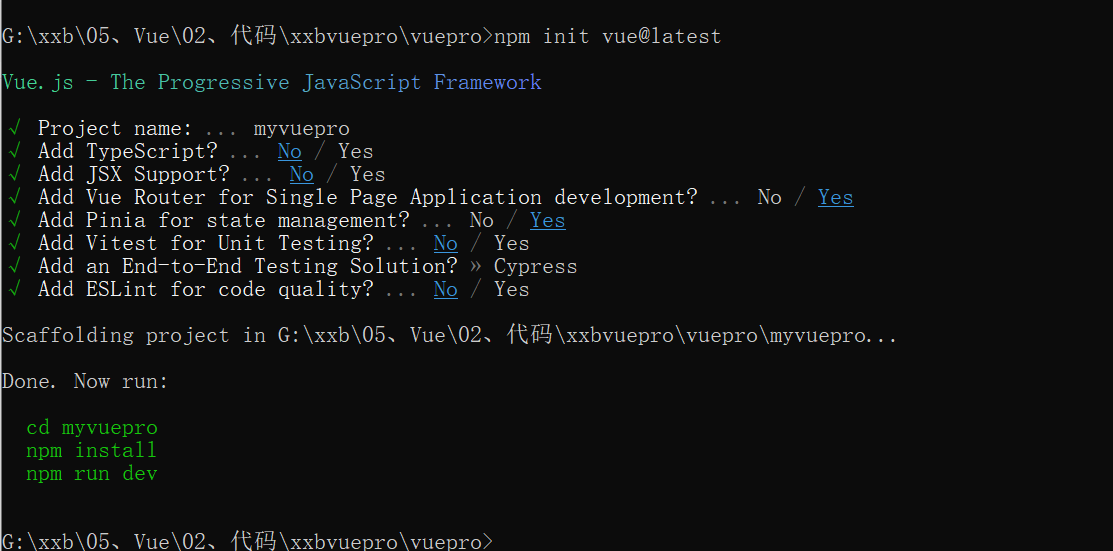 G:\xxb\05、Vue\02、代码\xxbvuepro\vuepro>npm init vue@latest
Vue.js - The Progressive JavaScript Framework
√ Project name: ... myvuepro
√ Add TypeScript? ... No / Yes
√ Add JSX Support? ... No / Yes
√ Add Vue Router for Single Page Application development? ... No / Yes
√ Add Pinia for state management? ... No / Yes
√ Add Vitest for Unit Testing? ... No / Yes
√ Add an End-to-End Testing Solution? » Cypress
√ Add ESLint for code quality? ... No / Yes
Scaffolding project in G:\xxb\05、Vue\02、代码\xxbvuepro\vuepro\myvuepro...
Done. Now run:
cd myvuepro
npm install
npm run dev
G:\xxb\05、Vue\02、代码\xxbvuepro\vuepro>